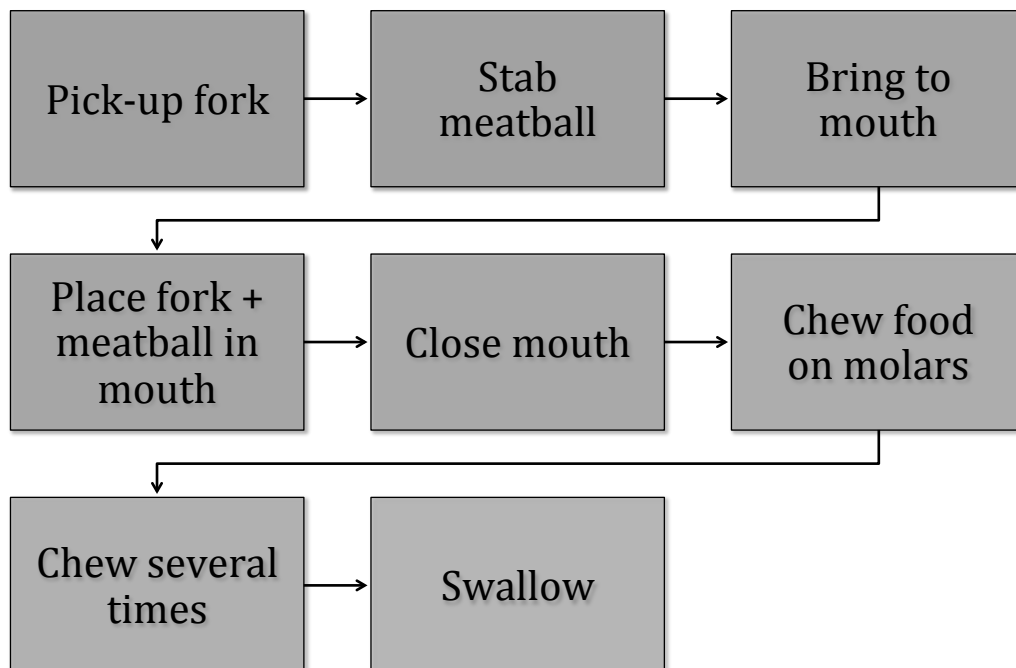 Pick-up fork
Stab
meatball
Bring to
mouth
Place fork +
meatball in
mouth
Close mouth
Chew food
on molars
Chew several
times
Swallow